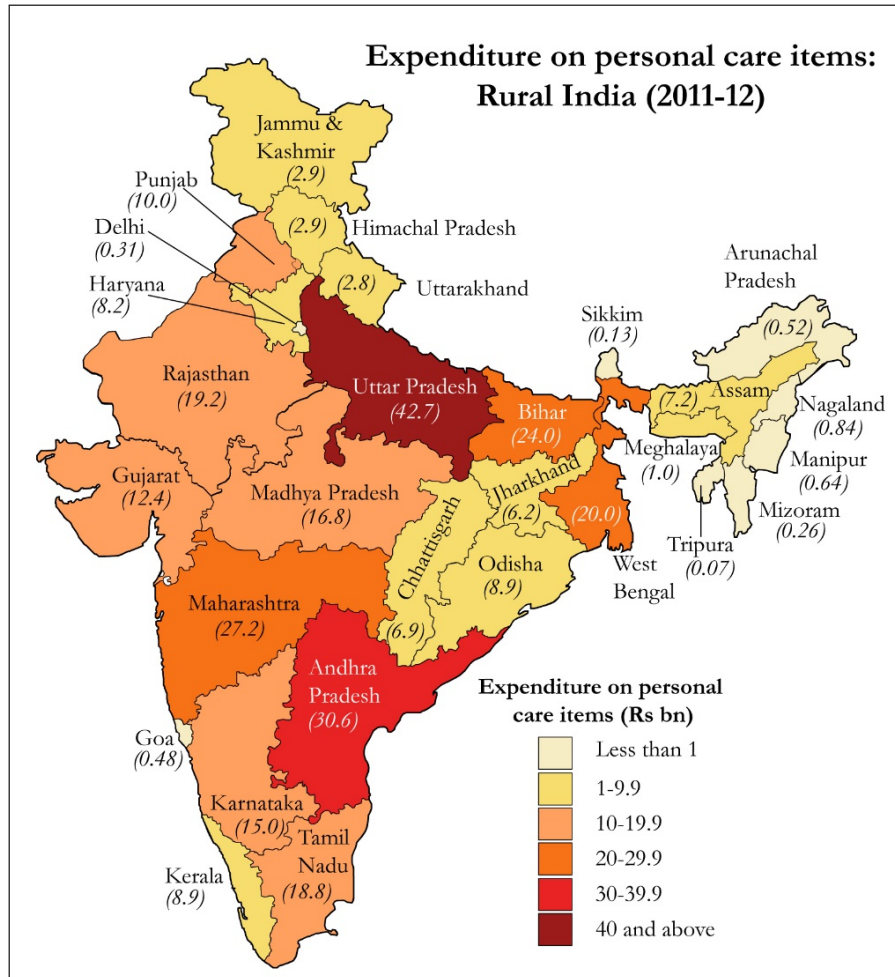 Expenditure on personal care items:
Rural India (2011-12)
Jammu &
Kashmir
(2.9)
Punjab
(10.0)
Himachal Pradesh
(2.9)
Delhi
(0.31)
Haryana
(8.2)
(2.8)
Uttarakhand
Arunachal
Pradesh
(0.52)
Sikkim
(0.13)
Rajasthan
(19.2)
Uttar Pradesh
(42.7)
Bihar
(24.0)
Assam
(7.2)
Nagaland
(0.84)
Meghalaya
(1.0)
Manipur
(0.64)
Mizoram
(0.26)
Tripura
(0.07)
Gujarat
(12.4)
Madhya Pradesh
(16.8)
Jharkhand
(6.2)
(20.0)
West
Bengal
Chhattisgarh
(6.9)
Odisha
(8.9)
Maharashtra
(27.2)
Andhra
Pradesh
(30.6)
Goa
(0.48)
Karnataka
(15.0)
Tamil
Nadu
(18.8)
Kerala
(8.9)
Expenditure on personal
care items (Rs bn)
Less than 1
1-9.9
10-19.9
20-29.9
30-39.9
40 and above